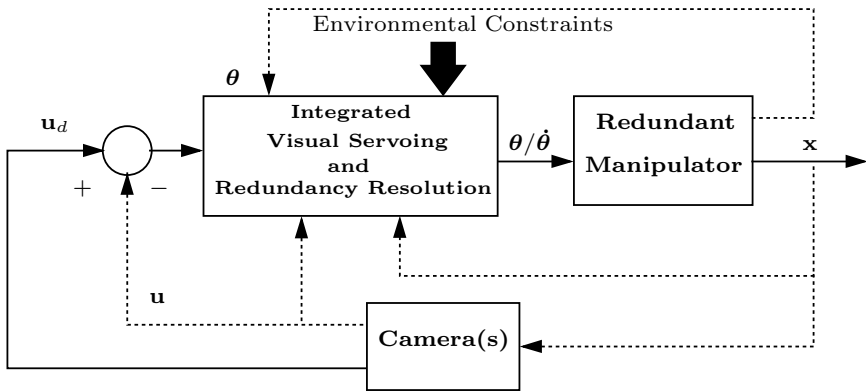 Environmental Constraints
θ
Integrated
Visual Servoing
and
Redundancy Resolution
u_d
+
−
θ/θ̇
Redundant
Manipulator
x
u
Camera(s)